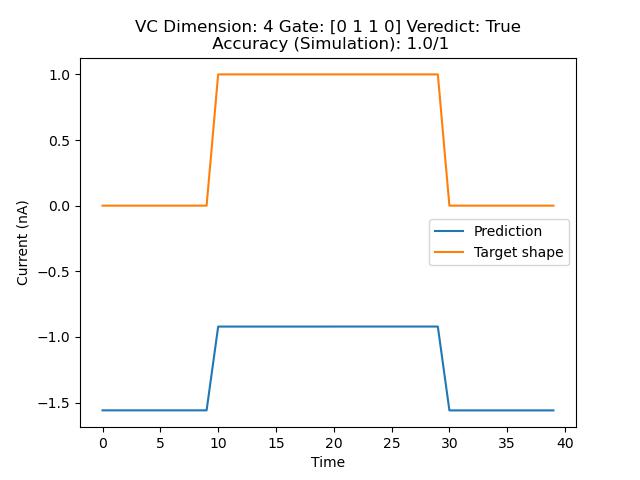 VC Dimension: 4 Gate: [0 1 1 0] Veredict: True
Accuracy (Simulation): 1.0/1
1.0
0.5
0.0
−0.5
−1.0
−1.5
Current (nA)
Prediction
Target shape
0 5 10 15 20 25 30 35 40
Time